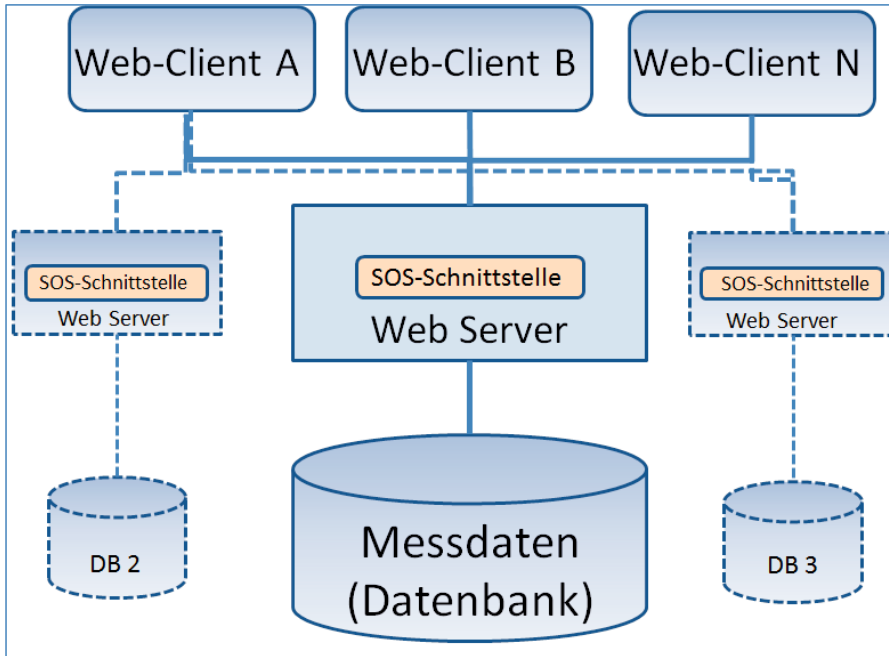 Web-Client A
Web-Client B
Web-Client N
SOS-Schnittstelle
Web Server
SOS-Schnittstelle
Web Server
SOS-Schnittstelle
Web Server
DB 2
Messdaten
(Datenbank)
DB 3